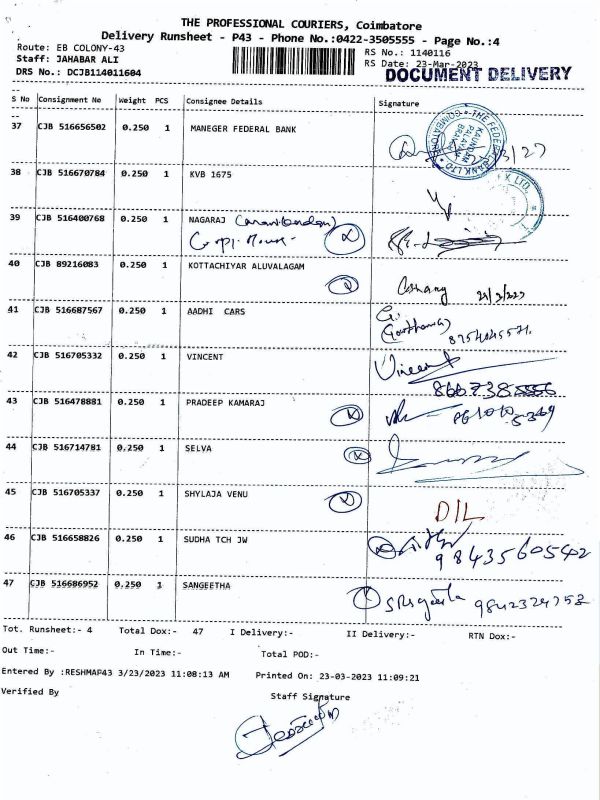 THE PROFESSIONAL COURIERS, Coimbatore
Delivery Runsheet - P43 - Phone No.:0422-3505555 - Page No.:4
Route: EB COLONY-43
RS No.: 1140116
Staff: JAHABAR ALI
RS Date: 23-Mar-2023
DRS No.: DCJB114011604
DOCUMENT DELIVERY
S No Consignment No Weight PCS Consignee Details Signature
37 CJB 516656502 0.250 1 MANEGER FEDERAL BANK
38 CJB 516670784 0.250 1 KVB 1675
39 CJB 516400768 0.250 1 NAGARAJ
40 CJB 89216083 0.250 1 KOTTACHIYAR ALUVALAGAM
41 CJB 516687567 0.250 1 AADHI CARS
42 CJB 516705332 0.250 1 VINCENT Vincent
43 CJB 516478881 0.250 1 PRADEEP KAMARAJ
44 CJB 516714781 0.250 1 SELVA
45 CJB 516705337 0.250 1 SHYLAJA VENU D/L
46 CJB 516658826 0.250 1 SUDHA TCH JW
9843560542
47 CJB 516686952 0.250 1 SANGEETHA
Tot. Runsheet:- 4 Total Dox:- 47 I Delivery:- II Delivery:- RTN Dox:-
Out Time:- In Time:- Total POD:-
Entered By :RESHMAP43 3/23/2023 11:08:13 AM Printed On: 23-03-2023 11:09:21
Verified By Staff Signature